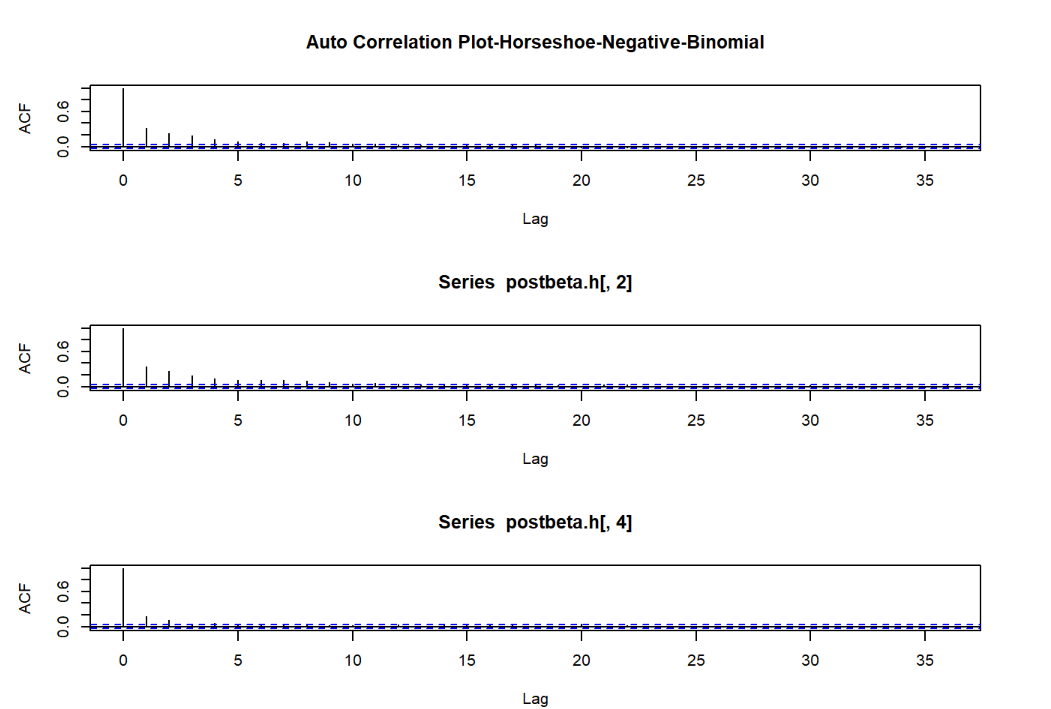 Auto Correlation Plot-Horseshoe-Negative-Binomial
ACF
0.0 0.6
0 5 10 15 20 25 30 35
Lag
Series postbeta.h[, 2]
ACF
0.0 0.6
0 5 10 15 20 25 30 35
Lag
Series postbeta.h[, 4]
ACF
0.0 0.6
0 5 10 15 20 25 30 35
Lag